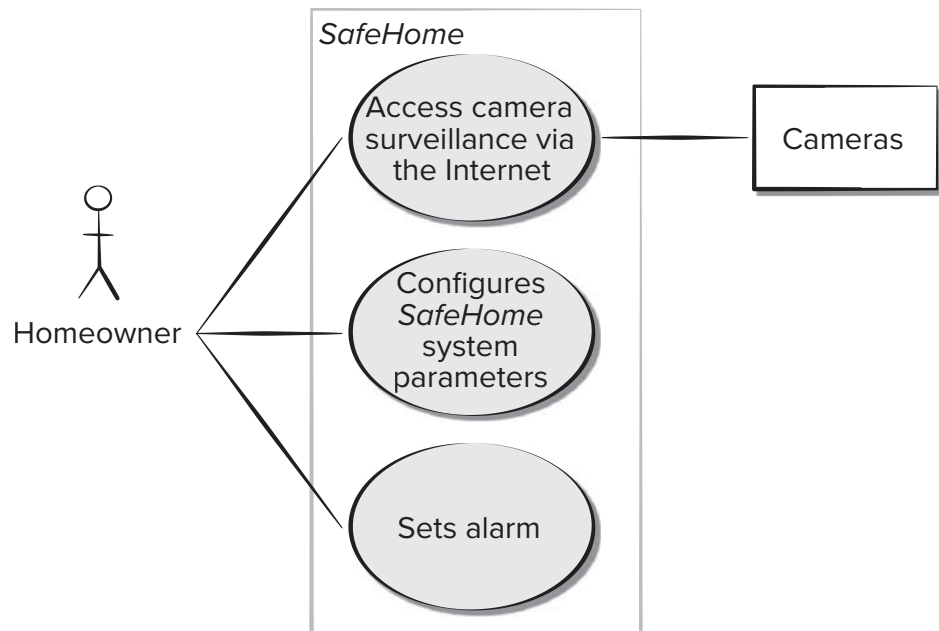 SafeHome
Access camera
surveillance via
the Internet
Cameras
Homeowner
Configures
SafeHome
system
parameters
Sets alarm